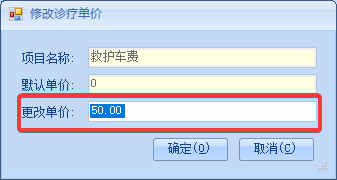 修改诊疗单价
项目名称: 救护车费
默认单价: 0
更改单价: 50.00
确定(O) 取消(C)